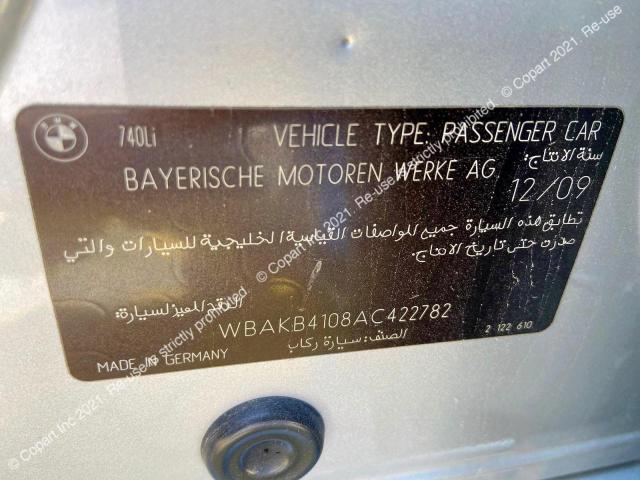 BMW
740Li
VEHICLE TYPE: PASSENGER CAR
سنة الانتاج:
BAYERISCHE MOTOREN WERKE AG
12/09
تطابق هذه السيارة جميع المواصفات القياسية الخليجية للسيارات والتي
صدرت حتى تاريخ الانتاج.
المميز للسيارة:
WBAKB4108AC422782
الصنف: سيارة ركاب
MADE IN GERMANY
2 122 610
© Copart Inc 2021. Re-use strictly prohibited.
© Copart 2021. Re-use